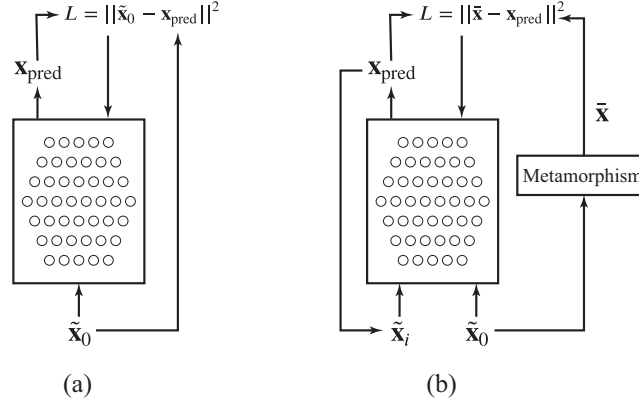 L = ||x̃₀ − x_pred||²
x_pred
x̃₀
(a)
L = ||x̄ − x_pred||²
x_pred
x̄
Metamorphism
x̃ᵢ
x̃₀
(b)